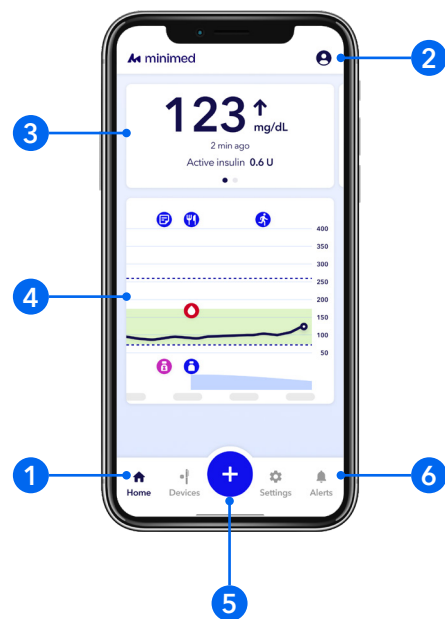 minimed
2
123
mg/dL
3
2 min ago
Active insulin 0.6 U
400
350
300
250
4
200
150
100
50
1
+
6
Home
Devices
Settings
Alerts
5